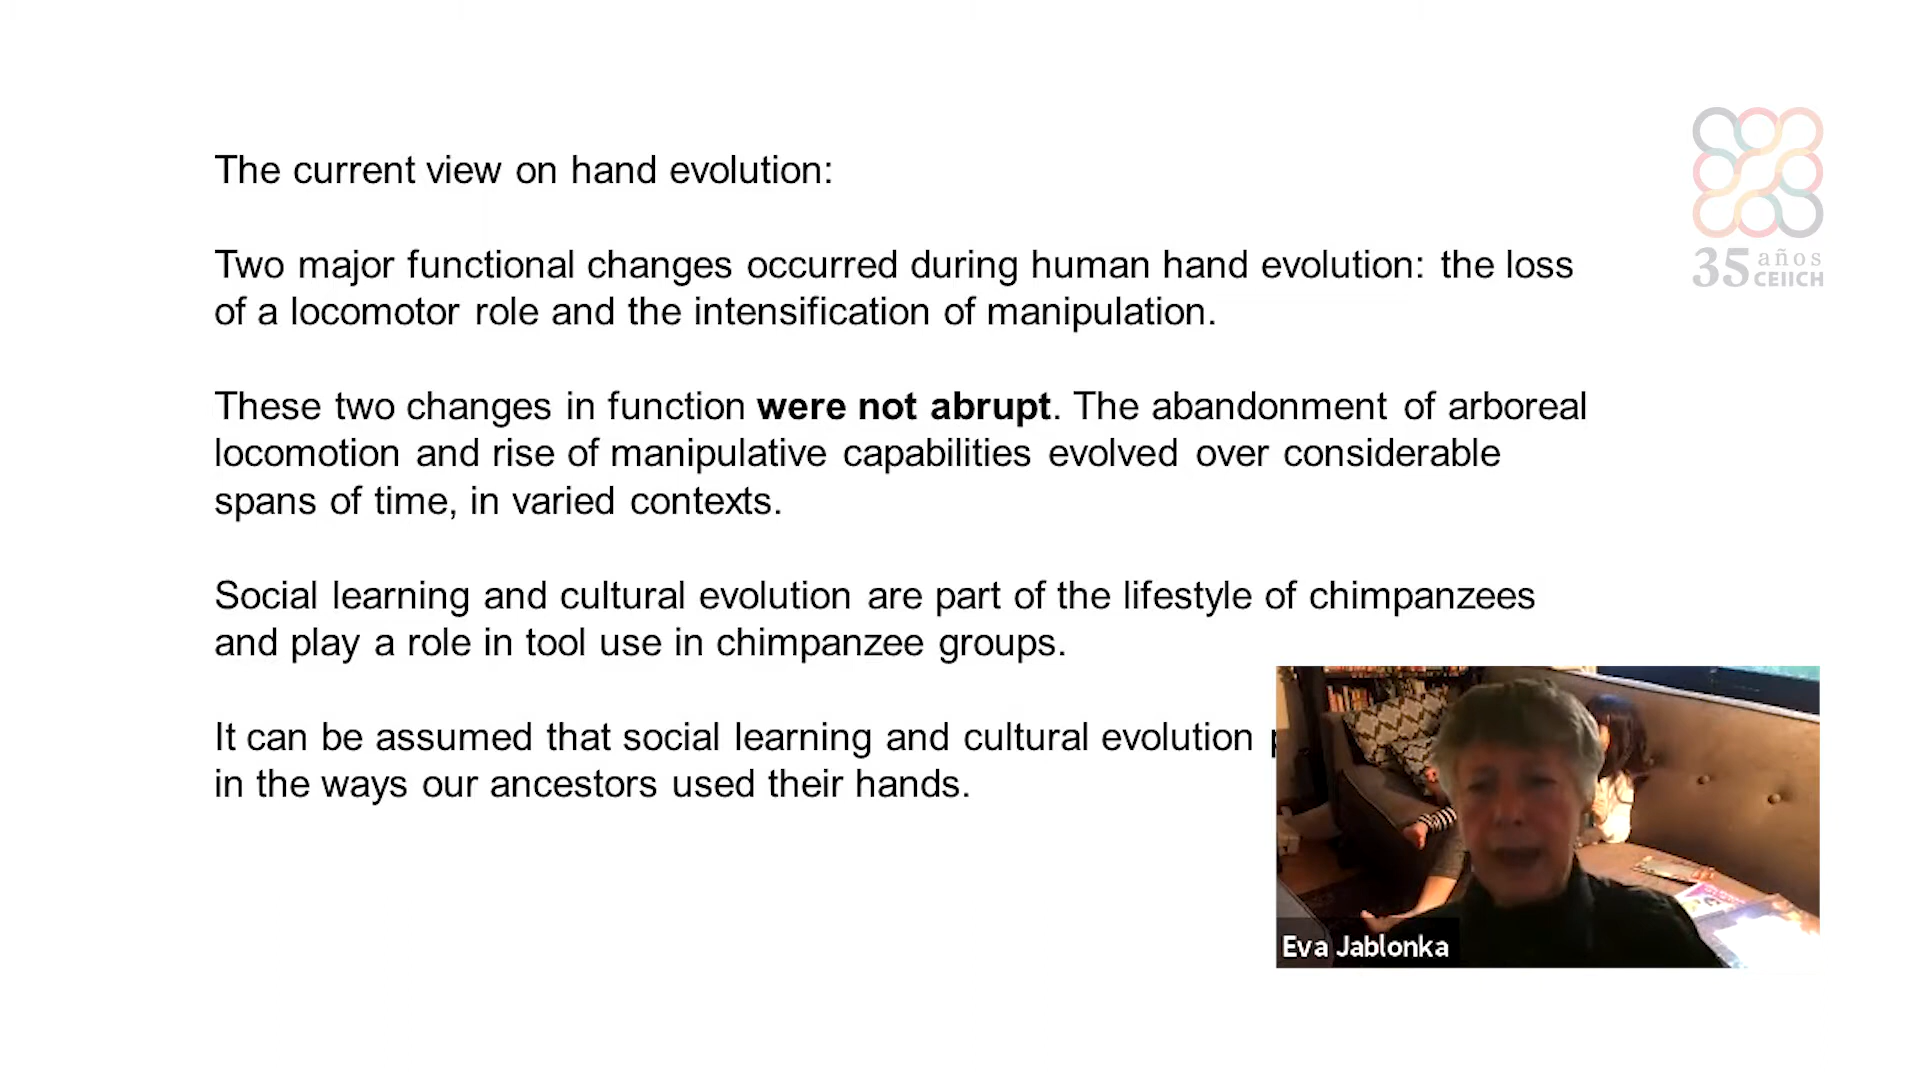 The current view on hand evolution:
Two major functional changes occurred during human hand evolution: the loss
of a locomotor role and the intensification of manipulation.
These two changes in function were not abrupt. The abandonment of arboreal
locomotion and rise of manipulative capabilities evolved over considerable
spans of time, in varied contexts.
Social learning and cultural evolution are part of the lifestyle of chimpanzees
and play a role in tool use in chimpanzee groups.
It can be assumed that social learning and cultural evolution
in the ways our ancestors used their hands.
35 años
CEIICH
Eva Jablonka